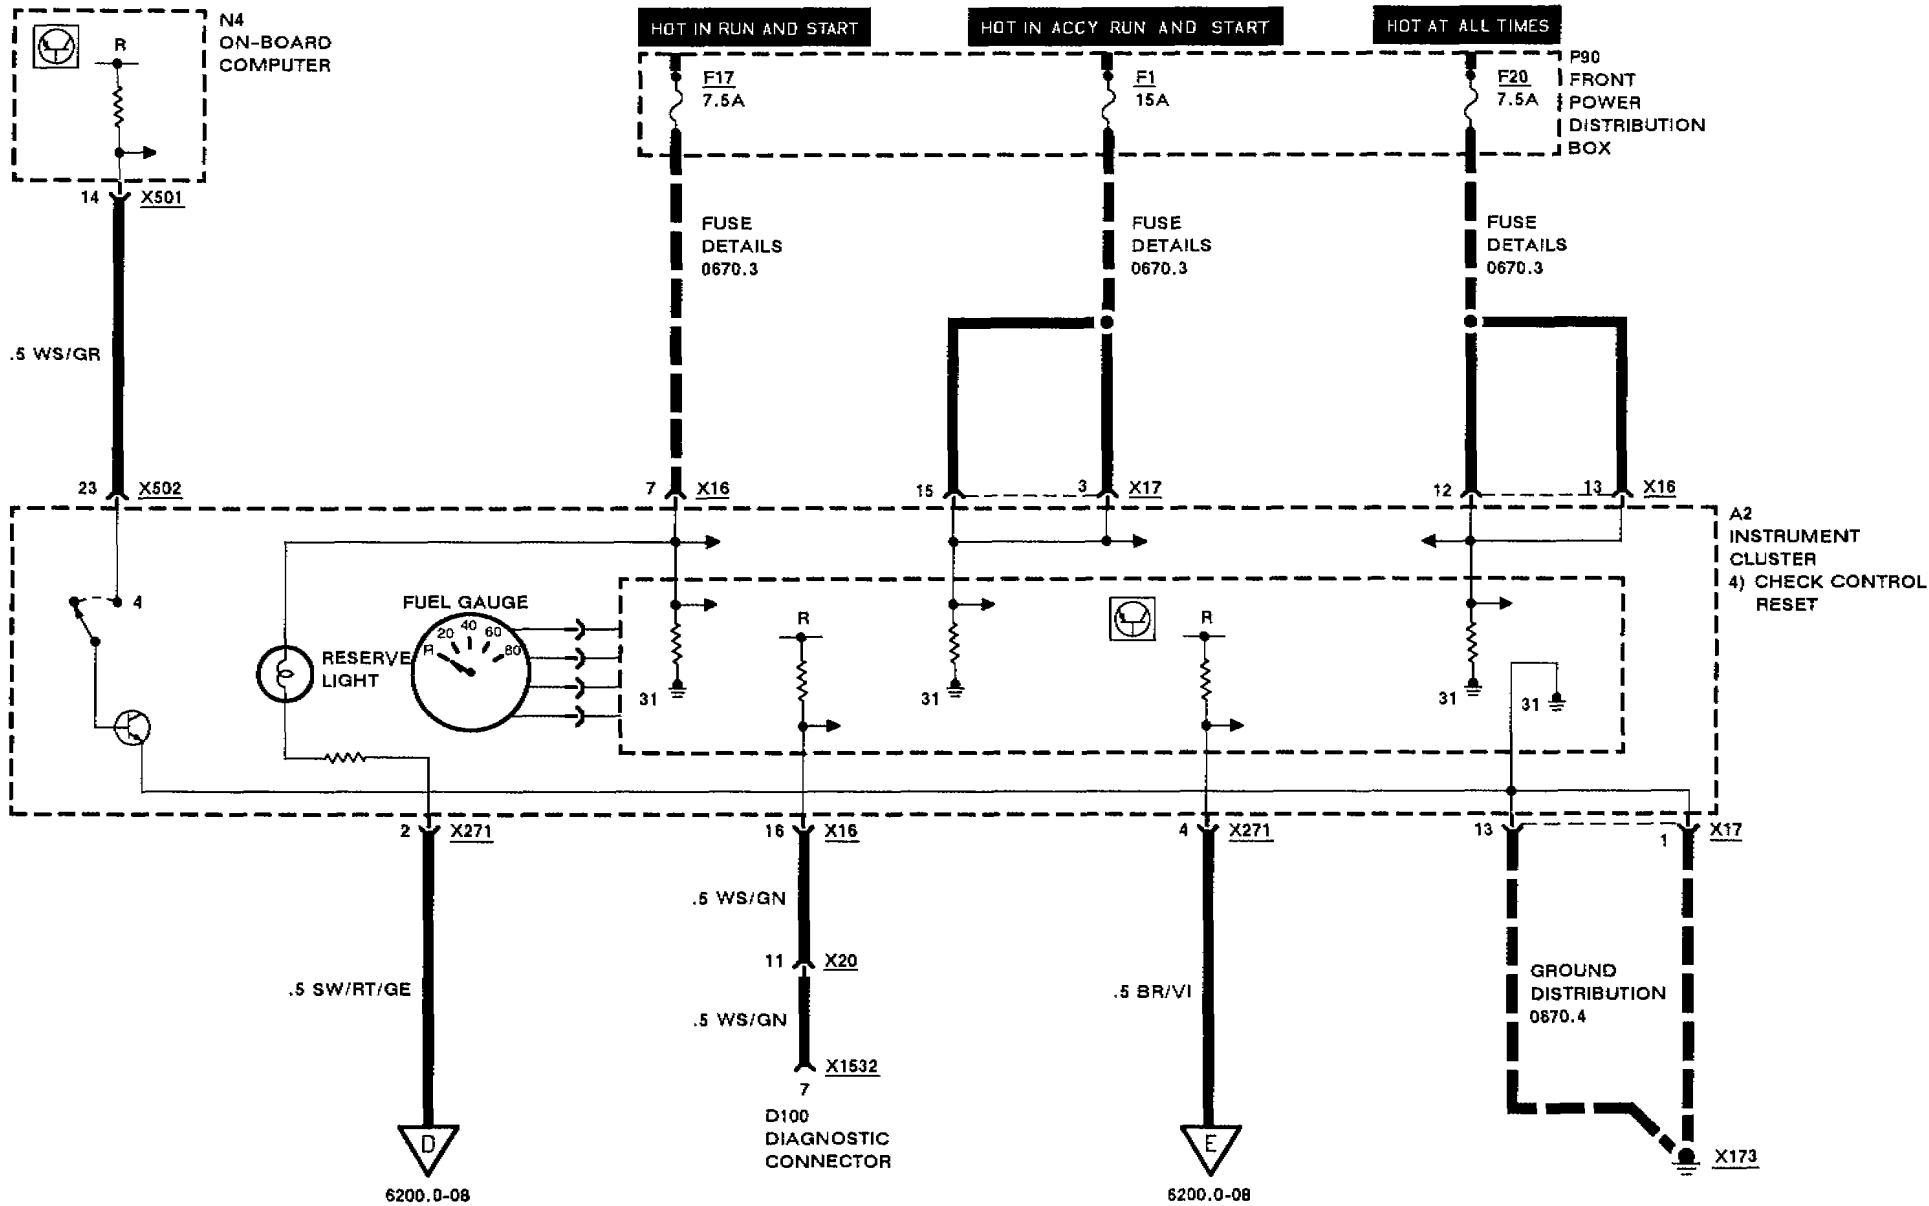 N4
ON-BOARD
COMPUTER
R
14 X501
.5 WS/GR
23 X502
HOT IN RUN AND START
HOT IN ACCY RUN AND START
HOT AT ALL TIMES
F17
7.5A
F1
15A
F20
7.5A
P90
FRONT
POWER
DISTRIBUTION
BOX
FUSE
DETAILS
0670.3
FUSE
DETAILS
0670.3
FUSE
DETAILS
0670.3
7 X16
15
3 X17
12
13 X16
A2
INSTRUMENT
CLUSTER
4) CHECK CONTROL
RESET
4
RESERVE
LIGHT
FUEL GAUGE
R 20 40 60 80
31
R
31
R
31
31
2 X271
16 X16
4 X271
13
1 X17
.5 SW/RT/GE
.5 WS/GN
11 X20
.5 WS/GN
X1532
7
D100
DIAGNOSTIC
CONNECTOR
.5 BR/VI
GROUND
DISTRIBUTION
0670.4
X173
D
6200.0-08
E
6200.0-08